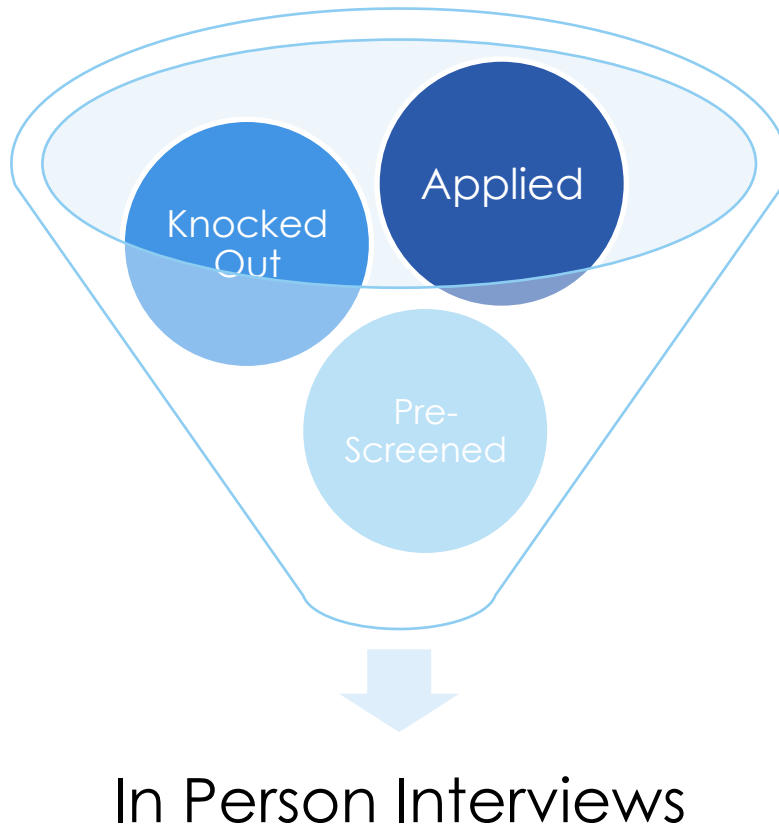 Applied
Knocked
Out
Pre-
Screened
In Person Interviews